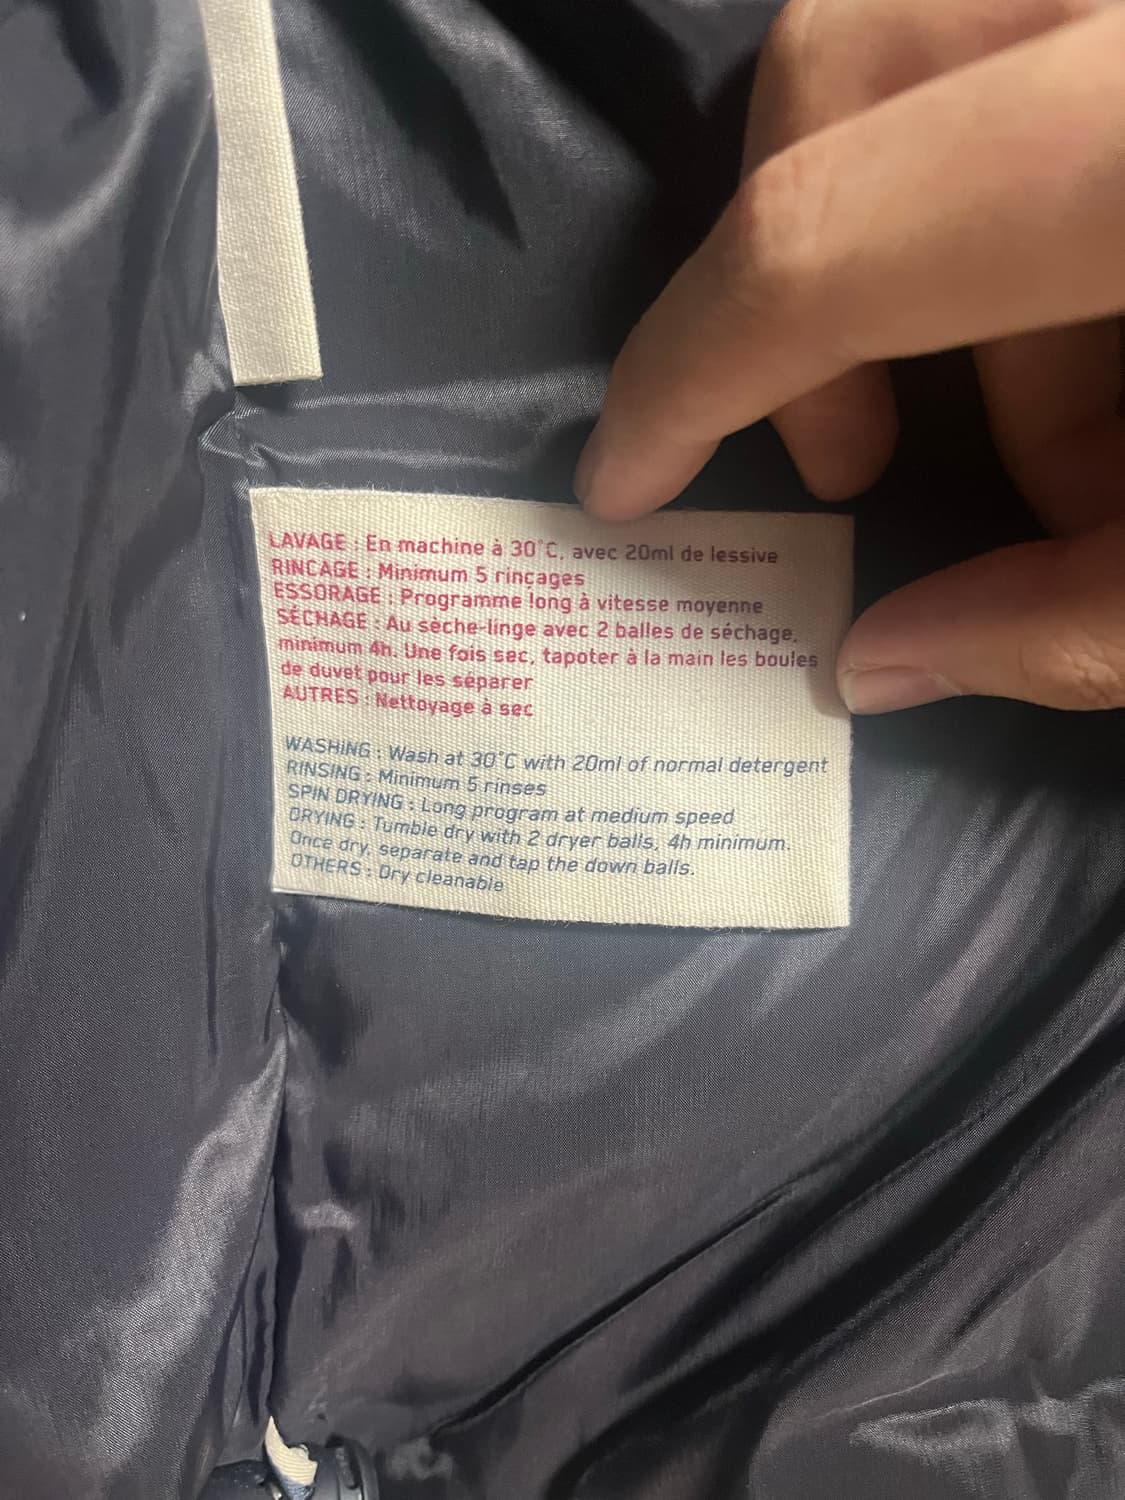 LAVAGE : En machine à 30°C, avec 20ml de lessive
RINCAGE : Minimum 5 rinçages
ESSORAGE : Programme long à vitesse moyenne
SÉCHAGE : Au sèche-linge avec 2 balles de séchage,
minimum 4h. Une fois sec, tapoter à la main les boules
de duvet pour les séparer
AUTRES : Nettoyage à sec
WASHING : Wash at 30°C with 20ml of normal detergent
RINSING : Minimum 5 rinses
SPIN DRYING : Long program at medium speed
DRYING : Tumble dry with 2 dryer balls, 4h minimum.
Once dry, separate and tap the down balls.
OTHERS : Dry cleanable